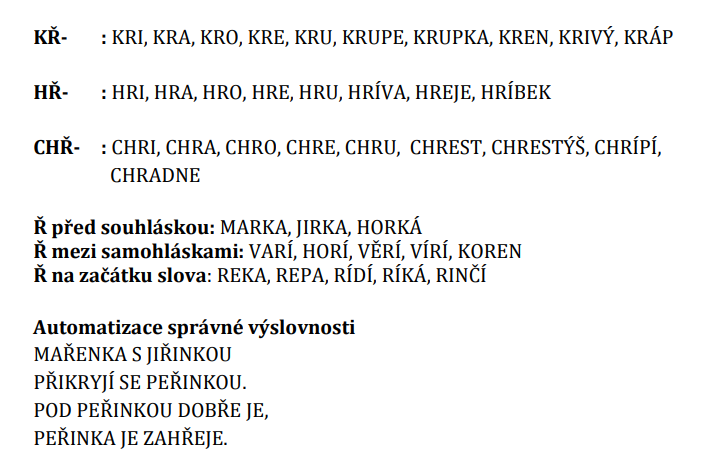 KŘ- : KRI, KRA, KRO, KRE, KRU, KRUPE, KRUPKA, KREN, KRIVÝ, KRÁP
HŘ- : HRI, HRA, HRO, HRE, HRU, HRÍVA, HREJE, HRÍBEK
CHŘ- : CHRI, CHRA, CHRO, CHRE, CHRU, CHREST, CHRESTÝŠ, CHRÍPÍ,
CHRADNE
Ř před souhláskou: MARKA, JIRKA, HORKÁ
Ř mezi samohláskami: VARÍ, HORÍ, VĚRÍ, VÍRÍ, KOREN
Ř na začátku slova: REKA, REPA, RÍDÍ, RÍKÁ, RINČÍ
Automatizace správné výslovnosti
MAŘENKA S JIŘINKOU
PŘIKRYJÍ SE PEŘINKOU.
POD PEŘINKOU DOBŘE JE,
PEŘINKA JE ZAHŘEJE.